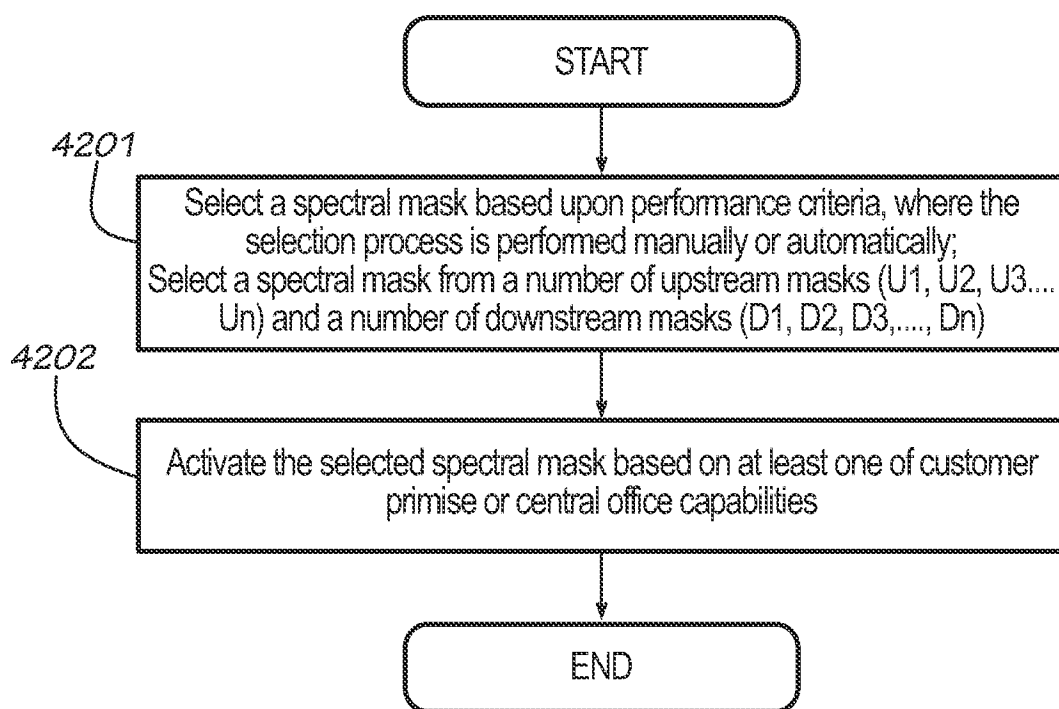 START
4201
Select a spectral mask based upon performance criteria, where the
selection process is performed manually or automatically;
Select a spectral mask from a number of upstream masks (U1, U2, U3....
Un) and a number of downstream masks (D1, D2, D3,...., Dn)
4202
Activate the selected spectral mask based on at least one of customer
primise or central office capabilities
END